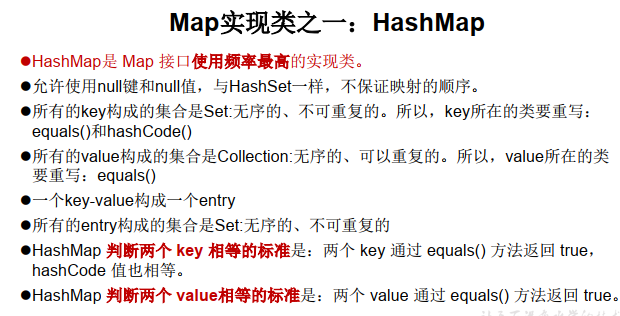 Map实现类之一：HashMap
●HashMap是 Map 接口使用频率最高的实现类。
●允许使用null键和null值，与HashSet一样，不保证映射的顺序。
●所有的key构成的集合是Set:无序的、不可重复的。所以，key所在的类要重写：
equals()和hashCode()
●所有的value构成的集合是Collection:无序的、可以重复的。所以，value所在的类
要重写：equals()
●一个key-value构成一个entry
●所有的entry构成的集合是Set:无序的、不可重复的
●HashMap 判断两个 key 相等的标准是：两个 key 通过 equals() 方法返回 true，
hashCode 值也相等。
●HashMap 判断两个 value相等的标准是：两个 value 通过 equals() 方法返回 true。